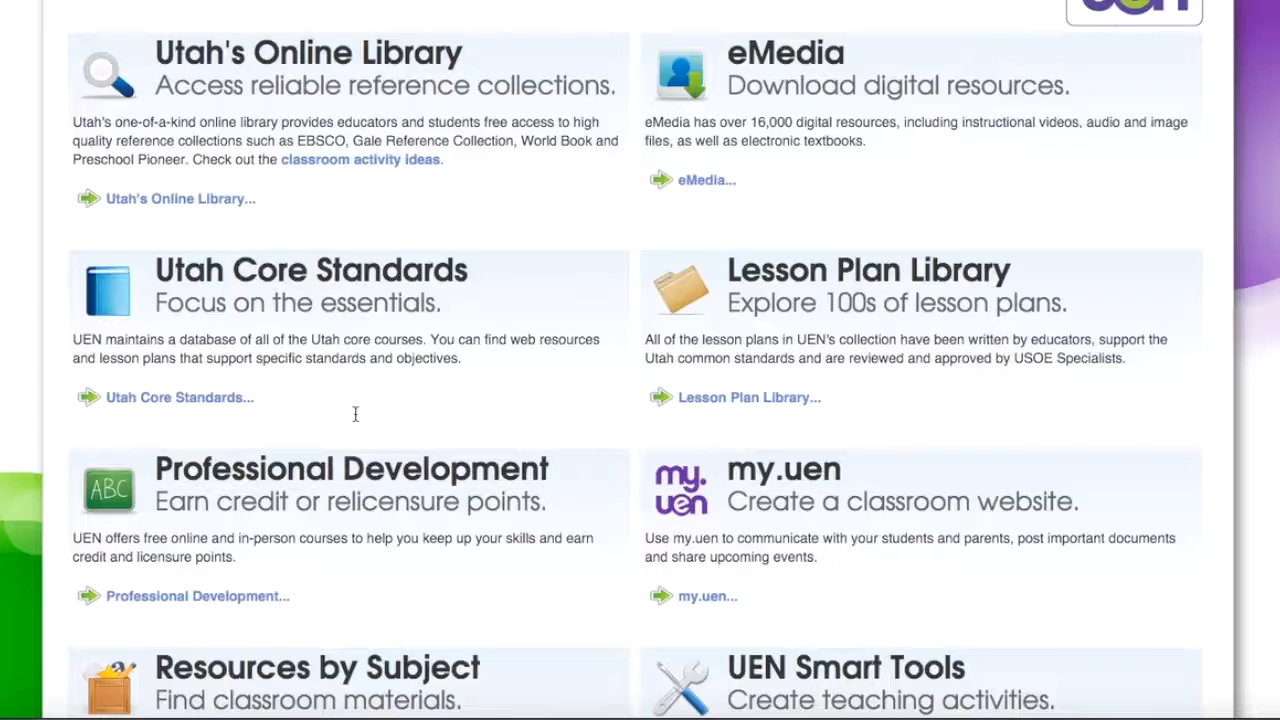 Utah's Online Library
Access reliable reference collections.
Utah's one-of-a-kind online library provides educators and students free access to high
quality reference collections such as EBSCO, Gale Reference Collection, World Book and
Preschool Pioneer. Check out the classroom activity ideas.
Utah's Online Library...
eMedia
Download digital resources.
eMedia has over 16,000 digital resources, including instructional videos, audio and image
files, as well as electronic textbooks.
eMedia...
Utah Core Standards
Focus on the essentials.
UEN maintains a database of all of the Utah core courses. You can find web resources
and lesson plans that support specific standards and objectives.
Utah Core Standards...
Lesson Plan Library
Explore 100s of lesson plans.
All of the lesson plans in UEN's collection have been written by educators, support the
Utah common standards and are reviewed and approved by USOE Specialists.
Lesson Plan Library...
ABC
Professional Development
Earn credit or relicensure points.
UEN offers free online and in-person courses to help you keep up your skills and earn
credit and licensure points.
Professional Development...
my.
uen
my.uen
Create a classroom website.
Use my.uen to communicate with your students and parents, post important documents
and share upcoming events.
my.uen...
Resources by Subject
Find classroom materials.
UEN Smart Tools
Create teaching activities.